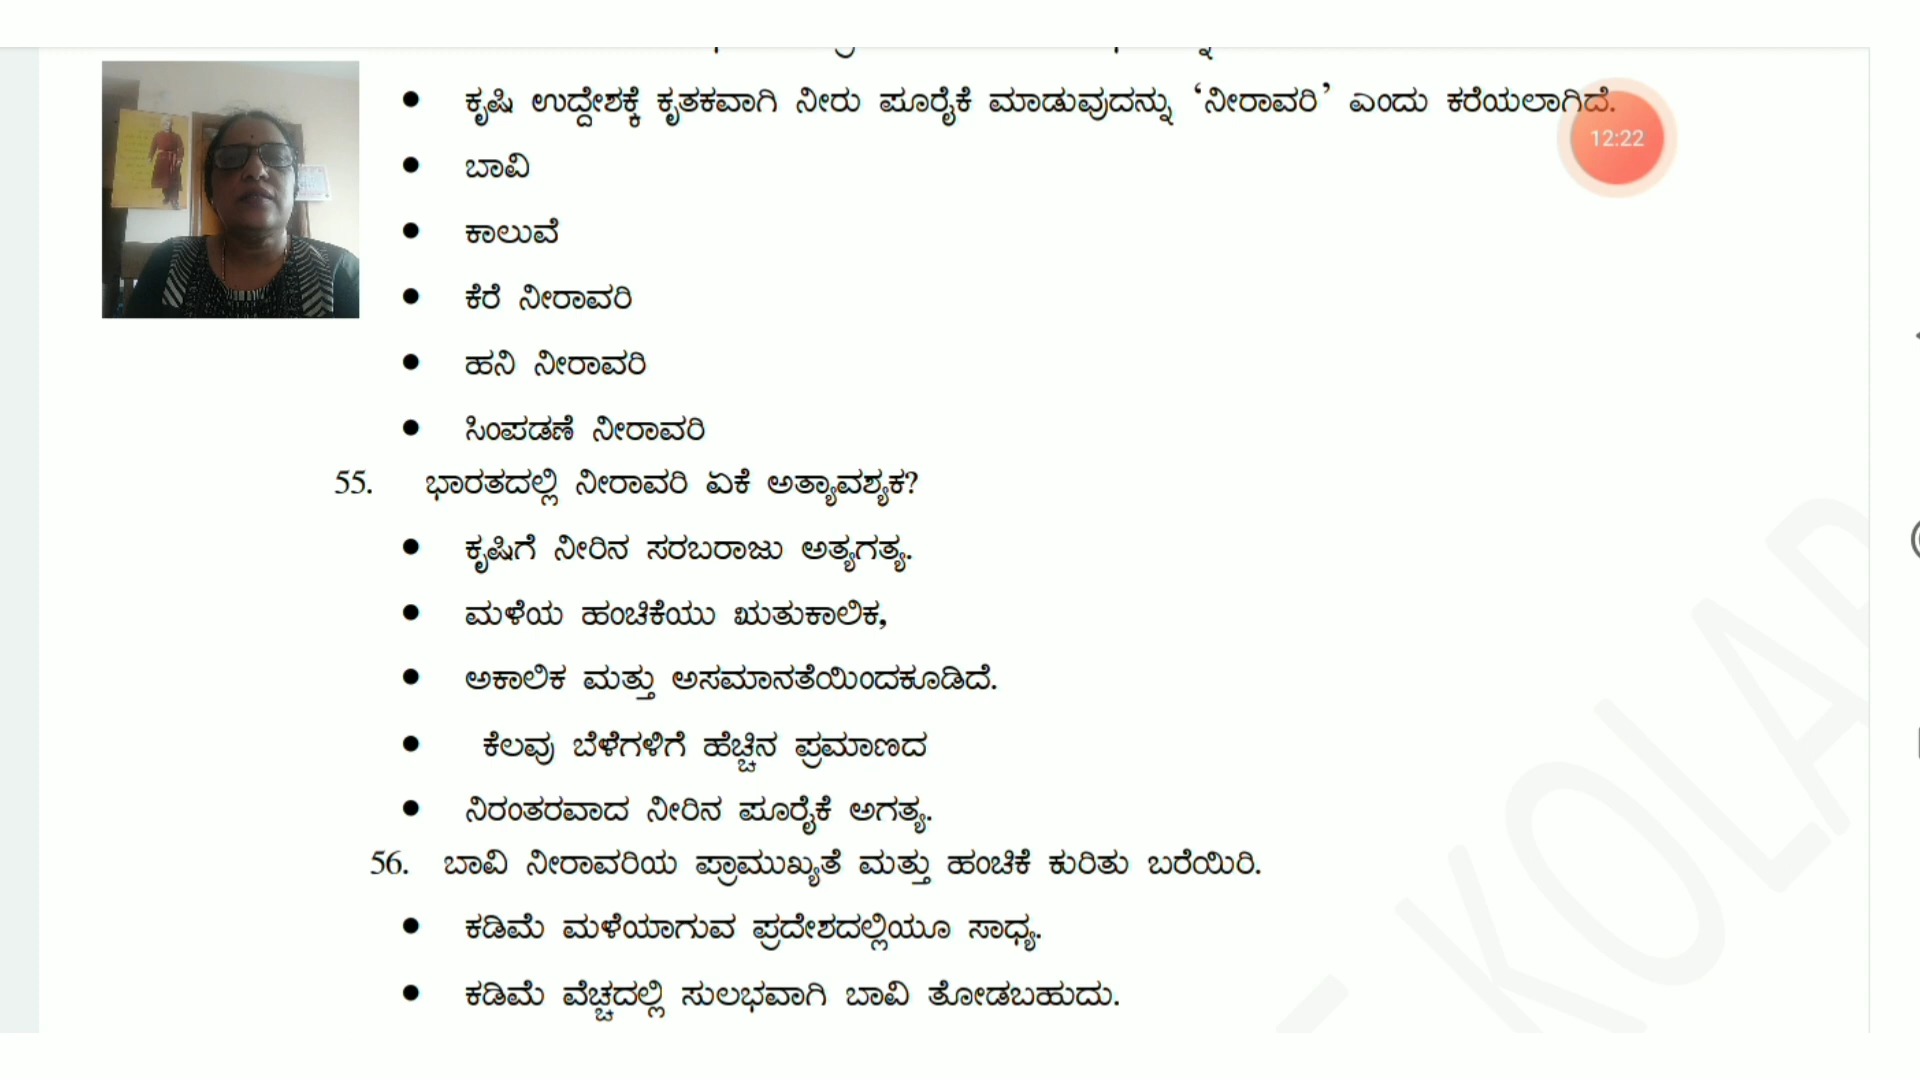 • ಕೃಷಿ ಉದ್ದೇಶಕ್ಕೆ ಕೃತಕವಾಗಿ ನೀರು ಪೂರೈಕೆ ಮಾಡುವುದನ್ನು ‘ನೀರಾವರಿ’ ಎಂದು ಕರೆಯಲಾಗಿದೆ.
12:22
• ಬಾವಿ
• ಕಾಲುವೆ
• ಕೆರೆ ನೀರಾವರಿ
• ಹನಿ ನೀರಾವರಿ
• ಸಿಂಪಡಣೆ ನೀರಾವರಿ
55. ಭಾರತದಲ್ಲಿ ನೀರಾವರಿ ಏಕೆ ಅತ್ಯಾವಶ್ಯಕ?
• ಕೃಷಿಗೆ ನೀರಿನ ಸರಬರಾಜು ಅತ್ಯಗತ್ಯ.
• ಮಳೆಯ ಹಂಚಿಕೆಯು ಋತುಕಾಲಿಕ,
• ಅಕಾಲಿಕ ಮತ್ತು ಅಸಮಾನತೆಯಿಂದಕೂಡಿದೆ.
• ಕೆಲವು ಬೆಳೆಗಳಿಗೆ ಹೆಚ್ಚಿನ ಪ್ರಮಾಣದ
• ನಿರಂತರವಾದ ನೀರಿನ ಪೂರೈಕೆ ಅಗತ್ಯ.
56. ಬಾವಿ ನೀರಾವರಿಯ ಪ್ರಾಮುಖ್ಯತೆ ಮತ್ತು ಹಂಚಿಕೆ ಕುರಿತು ಬರೆಯಿರಿ.
• ಕಡಿಮೆ ಮಳೆಯಾಗುವ ಪ್ರದೇಶದಲ್ಲಿಯೂ ಸಾಧ್ಯ.
• ಕಡಿಮೆ ವೆಚ್ಚದಲ್ಲಿ ಸುಲಭವಾಗಿ ಬಾವಿ ತೋಡಬಹುದು.